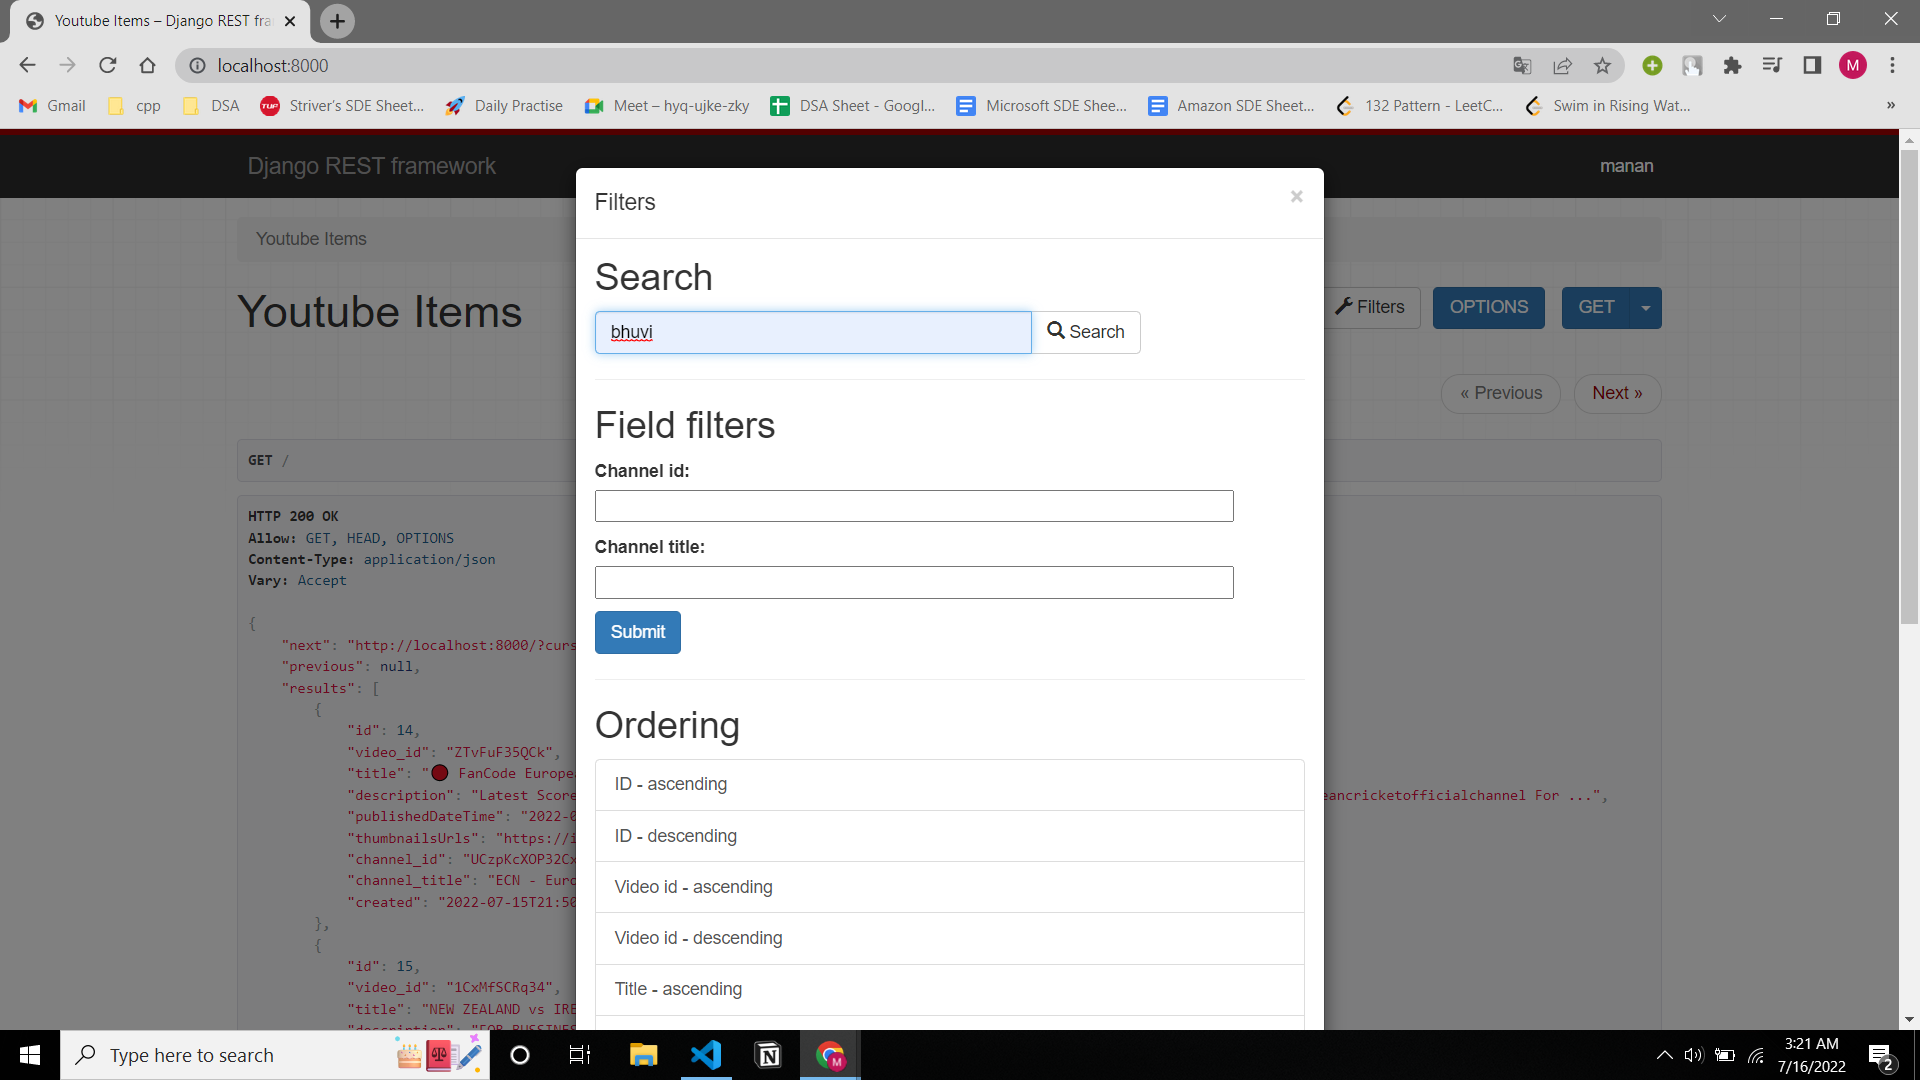 Youtube Items – Django REST fra
localhost:8000
M
Gmail
cpp
DSA
TUF
Striver's SDE Sheet...
Daily Practise
Meet – hyq-ujke-zky
DSA Sheet - Googl...
Microsoft SDE Shee...
Amazon SDE Sheet...
132 Pattern - LeetC...
Swim in Rising Wat...
»
Django REST framework
manan
Filters
×
Youtube Items
Search
Youtube Items
bhuvi
Search
Filters
OPTIONS
GET
« Previous
Next »
Field filters
GET /
Channel id:
HTTP 200 OK
Allow: GET, HEAD, OPTIONS
Content-Type: application/json
Vary: Accept
Channel title:
Submit
{
"next": "http://localhost:8000/?curs
"previous": null,
"results": [
{
"id": 14,
"video_id": "ZTvFuF35QCk",
"title": "🔴 FanCode Europe
"description": "Latest Score
eancricketofficialchannel For ...",
"publishedDateTime": "2022-0
"thumbnailsUrls": "https://i
"channel_id": "UCzpKcXOP32Cx
"channel_title": "ECN - Euro
"created": "2022-07-15T21:50
},
{
"id": 15,
"video_id": "1CxMfSCRq34",
"title": "NEW ZEALAND vs IRE
"description": "FOR BUSSINES
Ordering
ID - ascending
ID - descending
Video id - ascending
Video id - descending
Title - ascending
Type here to search
M
3:21 AM
7/16/2022
2